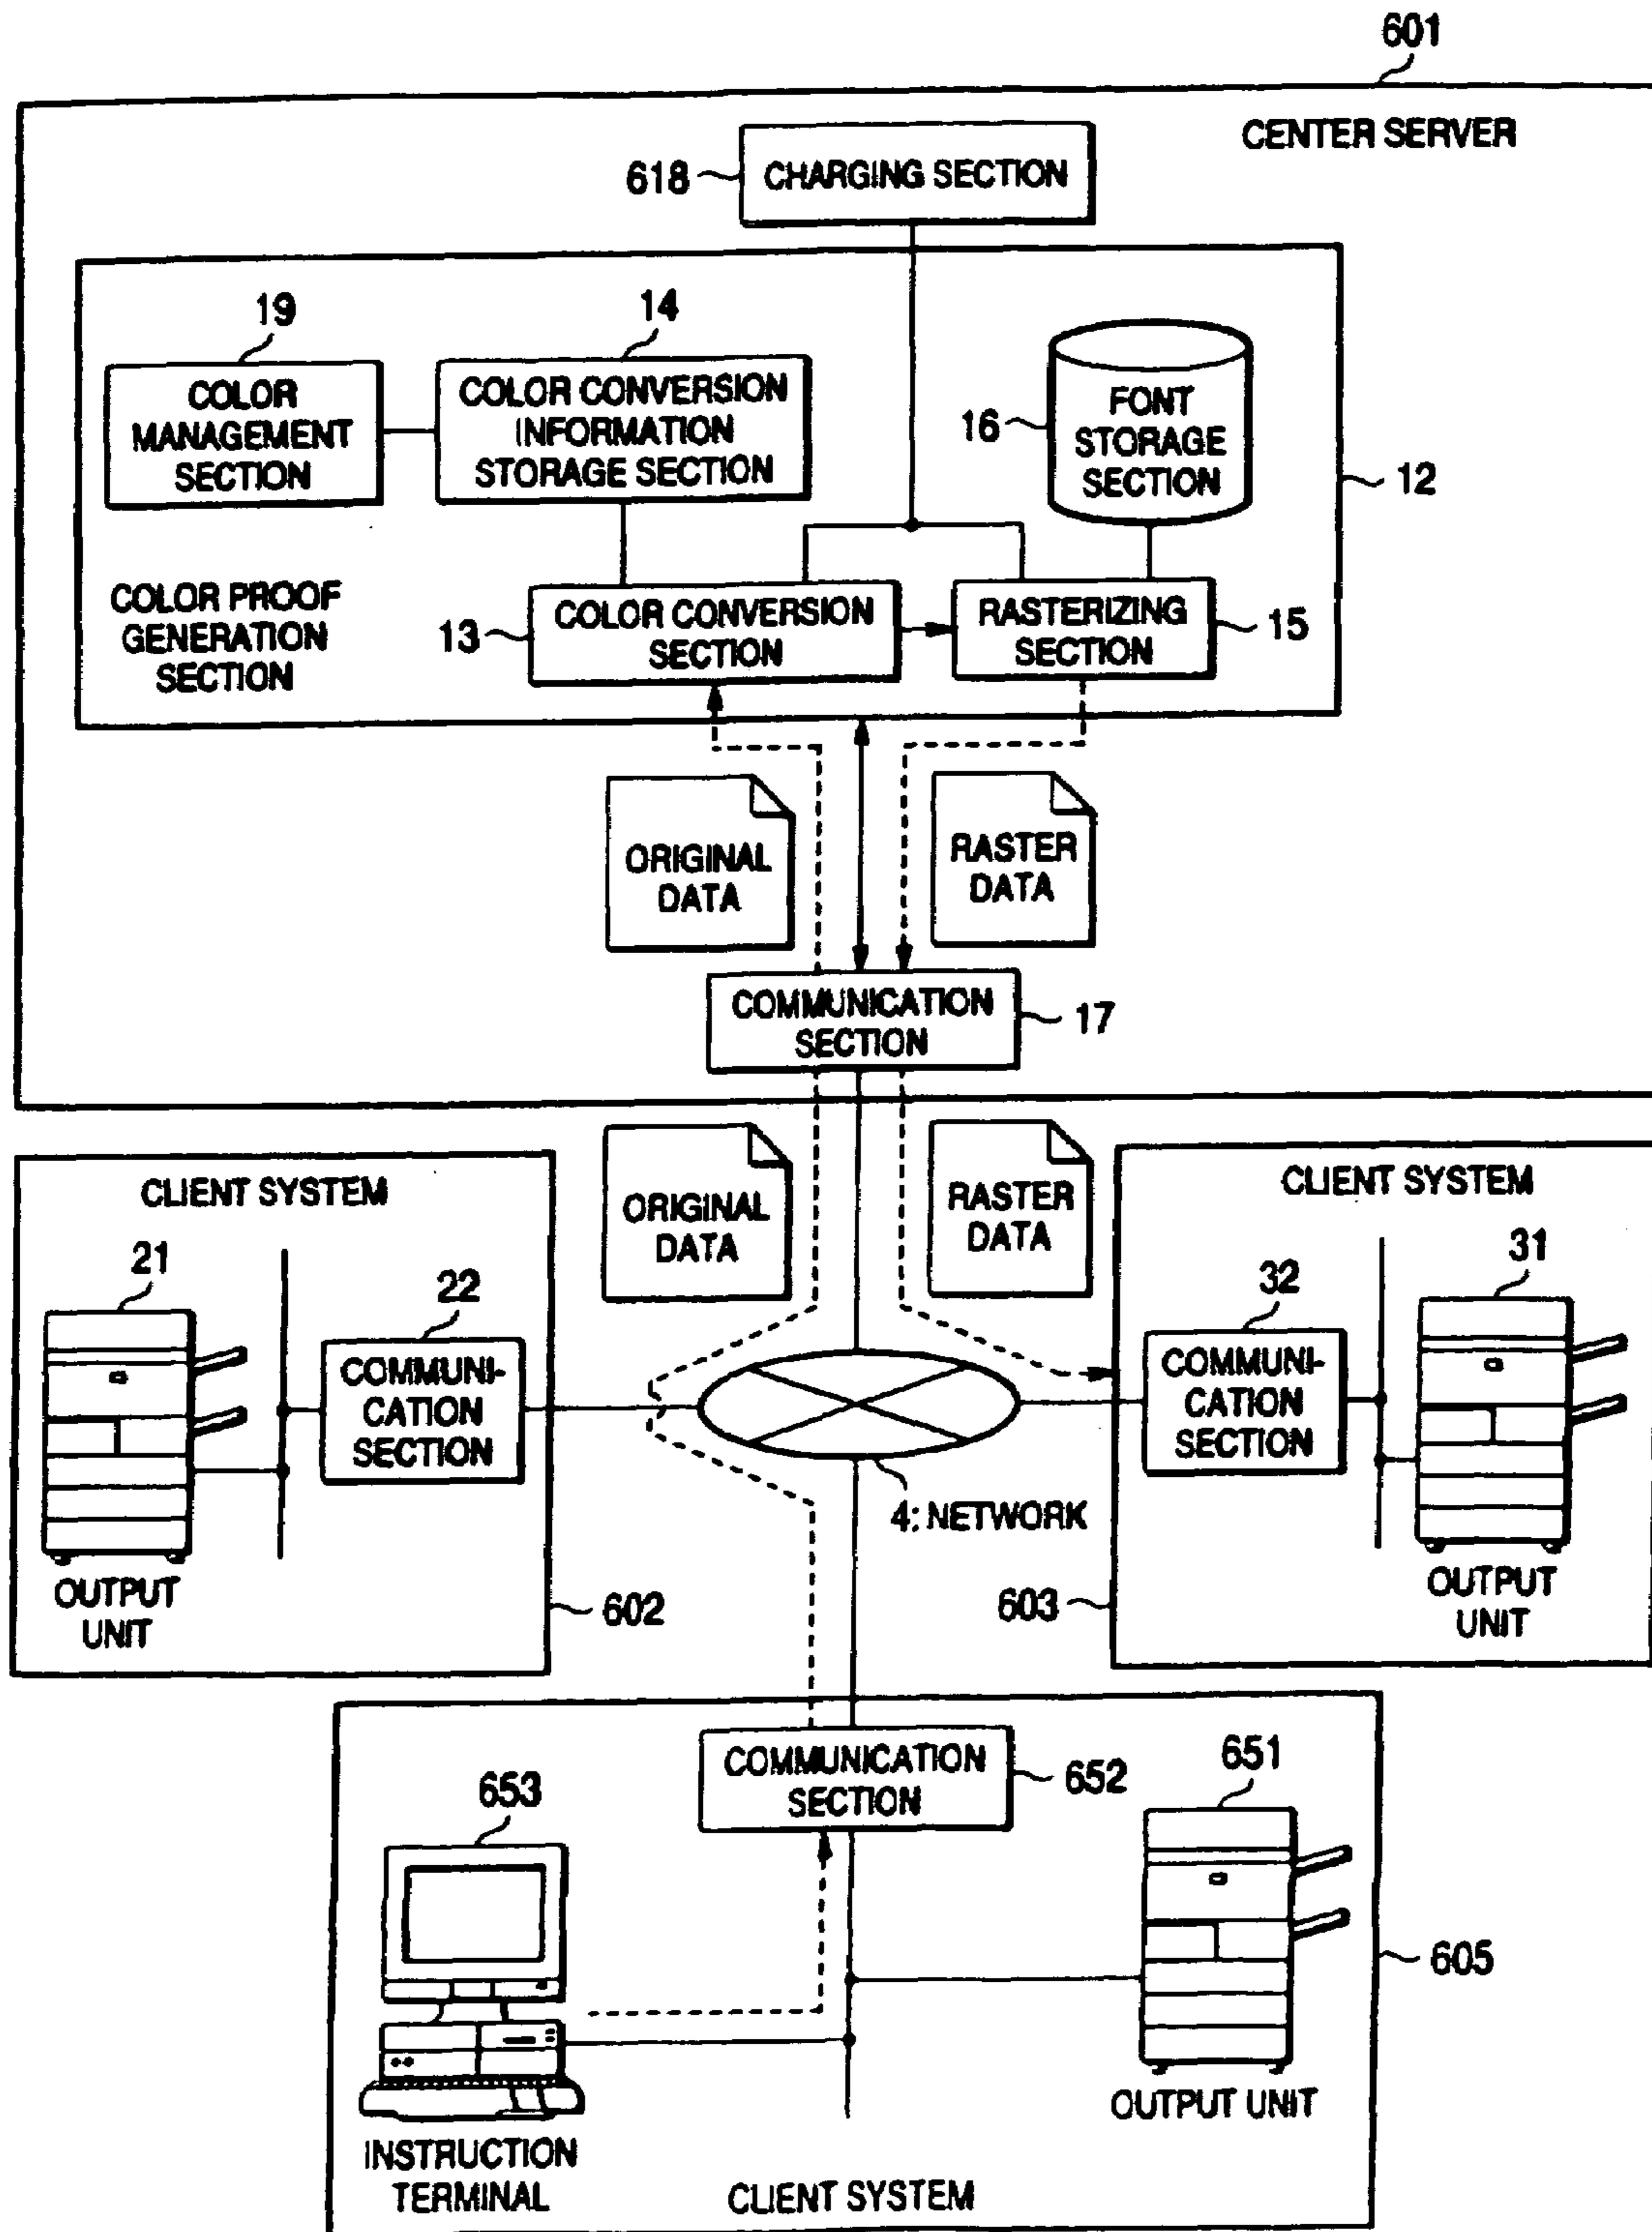 601
CENTER SERVER
618
CHARGING SECTION
19
14
COLOR
MANAGEMENT
SECTION
COLOR CONVERSION
INFORMATION
STORAGE SECTION
16
FONT
STORAGE
SECTION
12
COLOR PROOF
GENERATION
SECTION
13
COLOR CONVERSION
SECTION
RASTERIZING
SECTION
15
ORIGINAL
DATA
RASTER
DATA
COMMUNICATION
SECTION
17
ORIGINAL
DATA
RASTER
DATA
CLIENT SYSTEM
21
22
COMMUNI-
CATION
SECTION
OUTPUT
UNIT
602
CLIENT SYSTEM
32
31
COMMUNI-
CATION
SECTION
4: NETWORK
603
OUTPUT
UNIT
COMMUNICATION
SECTION
652
651
653
605
OUTPUT UNIT
INSTRUCTION
TERMINAL
CLIENT SYSTEM